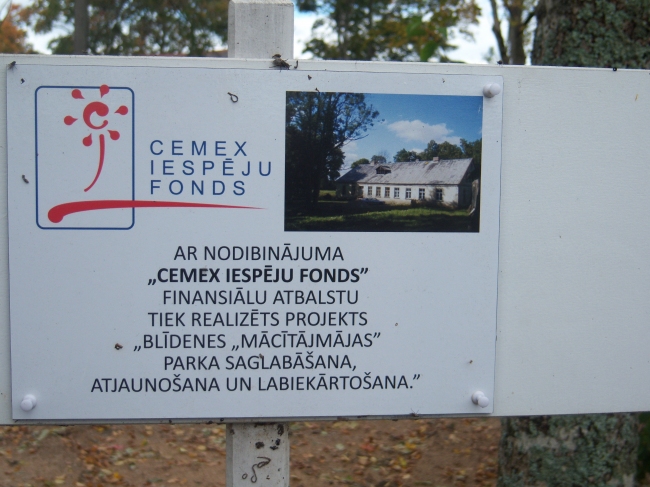 CEMEX
IESPĒJU
FONDS
AR NODIBINĀJUMA
„CEMEX IESPĒJU FONDS”
FINANSIĀLU ATBALSTU
TIEK REALIZĒTS PROJEKTS
„BLĪDENES „MĀCĪTĀJMĀJAS”
PARKA SAGLABĀŠANA,
ATJAUNOŠANA UN LABIEKĀRTOŠANA.”